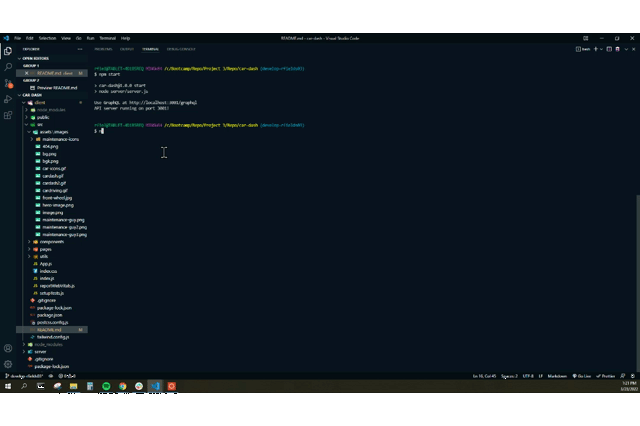 File Edit Selection View Go Run Terminal Help
README.md - car-dash - Visual Studio Code
EXPLORER
TERMINAL
OPEN EDITORS
GROUP 1
README.md client M
GROUP 2
Preview README.md
CAR DASH
client
node_modules
public
src
assets\images
maintenance-icons
404.png
bg.png
bgk.png
car-icons.gif
cardash.gif
cardash2.gif
cardriving.gif
front-wheel.jpg
hero-image.png
image.png
maintenance-guy.png
maintenance-guy2.png
maintenance-guy3.png
components
pages
utils
App.js
index.css
index.js
reportWebVitals.js
setupTests.js
.gitignore
package-lock.json
package.json
postcss.config.js
README.md M
tailwind.config.js
node_modules
server
.gitignore
package-lock.json
$ npm start
> car-dash@1.0.0 start
> node server/server.js
Use GraphQL at http://localhost:3001/graphql
API server running on port 3001!
$ n
bash
Ln 16, Col 45 Spaces: 2 UTF-8 LF Markdown Go Live Prettier
1:21 PM